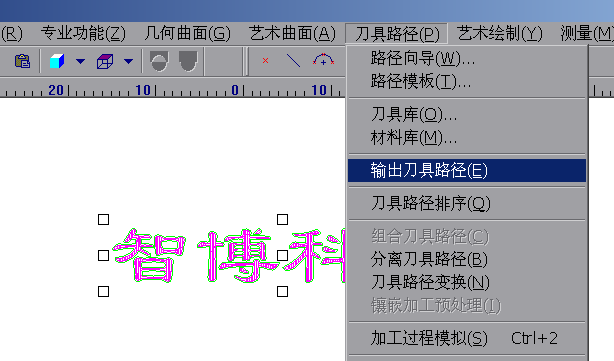 (R) 专业功能(Z) 几何曲面(G) 艺术曲面(A) 刀具路径(P) 艺术绘制(Y) 测量(M
路径向导(W)...
路径模板(T)...
20 10 0 10
刀具库(O)...
材料库(M)...
输出刀具路径(E)
刀具路径排序(Q)
组合刀具路径(C)
分离刀具路径(B)
智博科
刀具路径变换(N)
镶嵌加工预处理(I)
加工过程模拟(S) Ctrl+2